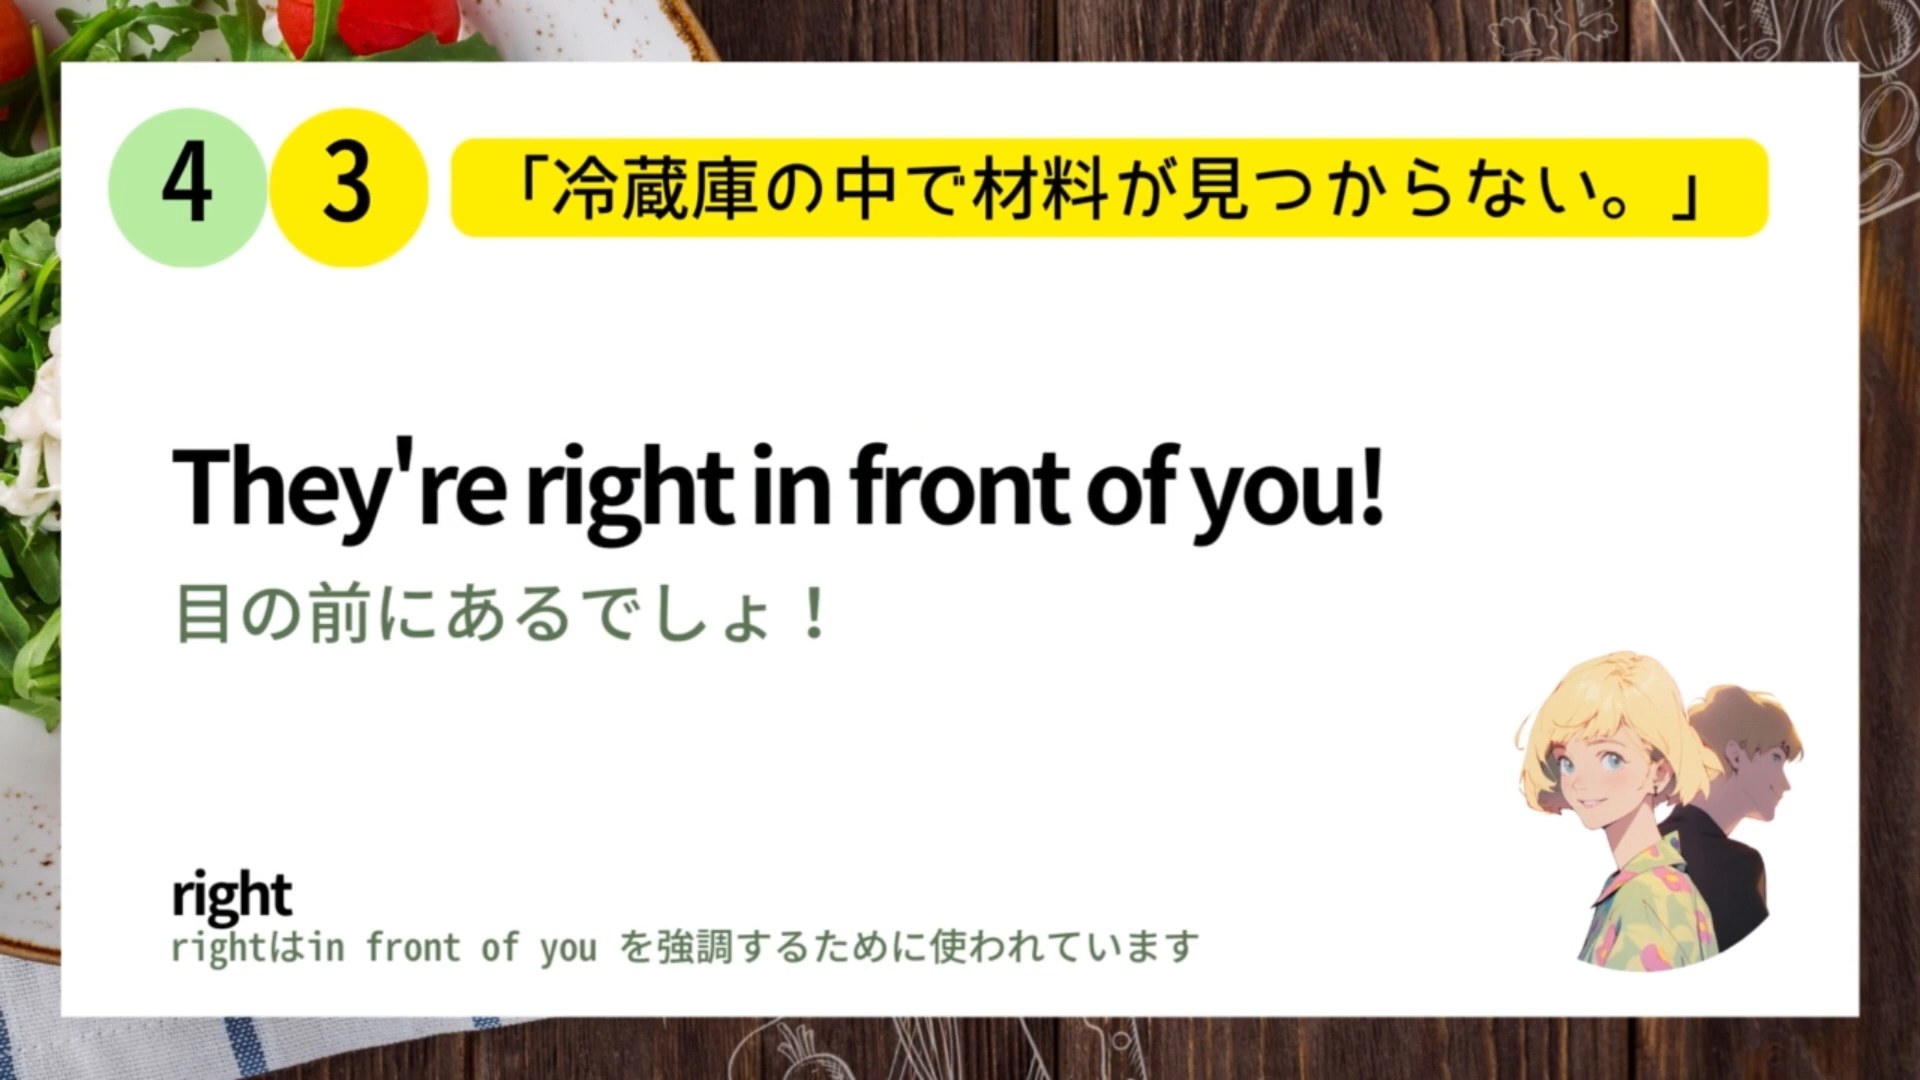 4 3 「冷蔵庫の中で材料が見つからない。」
They're right in front of you!
目の前にあるでしょ！
right
rightはin front of you を強調するために使われています